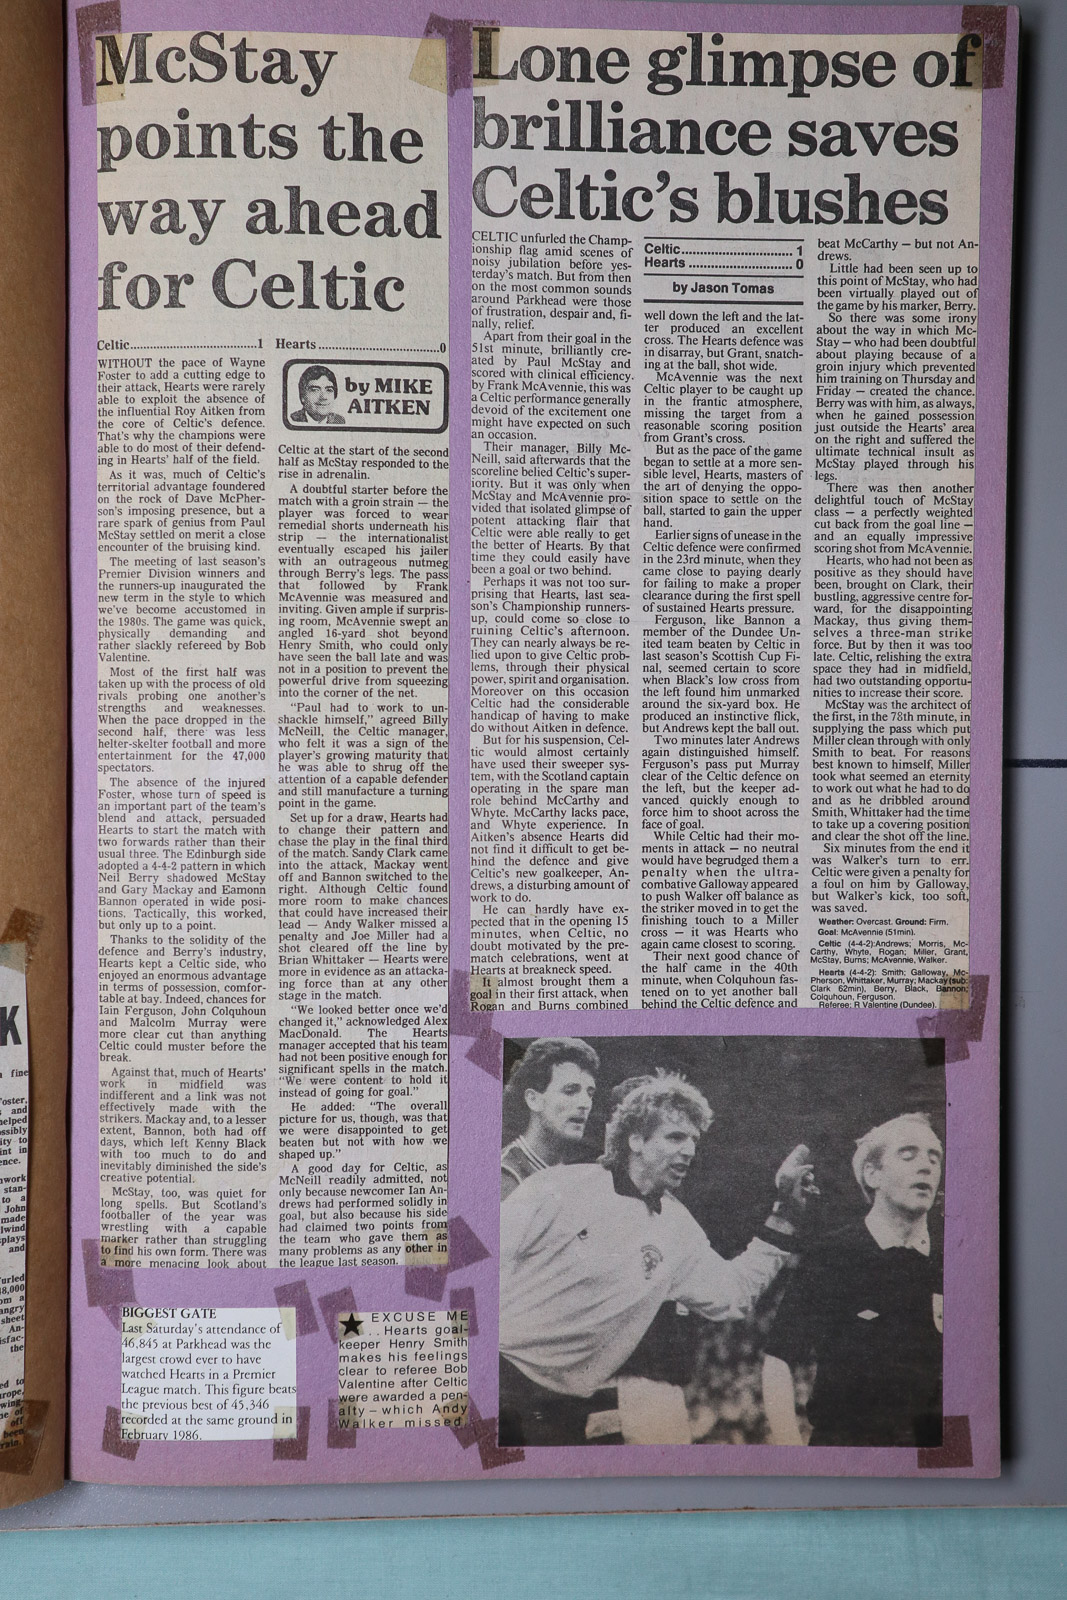 McStay
points the
way ahead
for Celtic
Celtic..............................1 Hearts..............................0
by MIKE
AITKEN
WITHOUT the pace of Wayne
Foster to add a cutting edge to
their attack, Hearts were rarely
able to exploit the absence of
the influential Roy Aitken from
the core of Celtic's defence.
That's why the champions were
able to do most of their defend-
ing in Hearts' half of the field.
As it was, much of Celtic's
territorial advantage foundered
on the rock of Dave McPher-
son's imposing presence, but a
rare spark of genius from Paul
McStay settled on merit a close
encounter of the bruising kind.
The meeting of last season's
Premier Division winners and
the runners-up inaugurated the
new term in the style to which
we've become accustomed in
the 1980s. The game was quick,
physically demanding and
rather slackly refereed by Bob
Valentine.
Most of the first half was
taken up with the process of old
rivals probing one another's
strengths and weaknesses.
When the pace dropped in the
second half, there was less
helter-skelter football and more
entertainment for the 47,000
spectators.
The absence of the injured
Foster, whose turn of speed is
an important part of the team's
blend and attack, persuaded
Hearts to start the match with
two forwards rather than their
usual three. The Edinburgh side
adopted a 4-4-2 pattern in which
Neil Berry shadowed McStay
and Gary Mackay and Eamonn
Bannon operated in wide posi-
tions. Tactically, this worked,
but only up to a point.
Thanks to the solidity of the
defence and Berry's industry,
Hearts kept a Celtic side, who
enjoyed an enormous advantage
in terms of possession, comfor-
table at bay. Indeed, chances for
Iain Ferguson, John Colquhoun
and Malcolm Murray were
more clear cut than anything
Celtic could muster before the
break.
Against that, much of Hearts'
work in midfield was
indifferent and a link was not
effectively made with the
strikers. Mackay and, to a lesser
extent, Bannon, both had off
days, which left Kenny Black
with too much to do and
inevitably diminished the side's
creative potential.
McStay, too, was quiet for
long spells. But Scotland's
footballer of the year was
wrestling with a capable
marker rather than struggling
to find his own form. There was
a more menacing look about
Celtic at the start of the second
half as McStay responded to the
rise in adrenalin.
A doubtful starter before the
match with a groin strain — the
player was forced to wear
remedial shorts underneath his
strip — the internationalist
eventually escaped his jailer
with an outrageous nutmeg
through Berry's legs. The pass
that followed by Frank
McAvennie was measured and
inviting. Given ample if surpris-
ing room, McAvennie swept an
angled 16-yard shot beyond
Henry Smith, who could only
have seen the ball late and was
not in a position to prevent the
powerful drive from squeezing
into the corner of the net.
"Paul had to work to un-
shackle himself," agreed Billy
McNeill, the Celtic manager,
who felt it was a sign of the
player's growing maturity that
he was able to shrug off the
attention of a capable defender
and still manufacture a turning
point in the game.
Set up for a draw, Hearts had
to change their pattern and
chase the play in the final third
of the match. Sandy Clark came
into the attack, Mackay went
off and Bannon switched to the
right. Although Celtic found
more room to make chances
that could have increased their
lead — Andy Walker missed a
penalty and Joe Miller had a
shot cleared off the line by
Brian Whittaker — Hearts were
more in evidence as an attacka-
ing force than at any other
stage in the match.
"We looked better once we'd
changed it," acknowledged Alex
MacDonald. The Hearts
manager accepted that his team
had not been positive enough for
significant spells in the match.
"We were content to hold it
instead of going for goal."
He added: "The overall
picture for us, though, was that
we were disappointed to get
beaten but not with how we
shaped up."
A good day for Celtic, as
McNeill readily admitted, not
only because newcomer Ian An-
drews had performed solidly in
goal, but also because his side
had claimed two points from
the team who gave them as
many problems as any other in
the league last season.
Lone glimpse of
brilliance saves
Celtic's blushes
CELTIC unfurled the Champ-
ionship flag amid scenes of
noisy jubilation before yes-
terday's match. But from then
on the most common sounds
around Parkhead were those
of frustration, despair and, fi-
nally, relief.
Apart from their goal in the
51st minute, brilliantly cre-
ated by Paul McStay and
scored with clinical efficiency
by Frank McAvennie, this was
a Celtic performance generally
devoid of the excitement one
might have expected on such
an occasion.
Their manager, Billy Mc-
Neill, said afterwards that the
scoreline belied Celtic's super-
iority. But it was only when
McStay and McAvennie pro-
vided that isolated glimpse of
potent attacking flair that
Celtic were able really to get
the better of Hearts. By that
time they could easily have
been a goal or two behind.
Perhaps it was not too sur-
prising that Hearts, last sea-
son's Championship runners-
up, could come so close to
ruining Celtic's afternoon.
They can nearly always be re-
lied upon to give Celtic prob-
lems, through their physical
power, spirit and organisation.
Moreover on this occasion
Celtic had the considerable
handicap of having to make
do without Aitken in defence.
But for his suspension, Cel-
tic would almost certainly
have used their sweeper sys-
tem, with the Scotland captain
operating in the spare man
role behind McCarthy and
Whyte. McCarthy lacks pace,
and Whyte experience. In
Aitken's absence Hearts did
not find it difficult to get be-
hind the defence and give
Celtic's new goalkeeper, An-
drews, a disturbing amount of
work to do.
He can hardly have ex-
pected that in the opening 15
minutes, when Celtic, no
doubt motivated by the pre-
match celebrations, went at
Hearts at breakneck speed.
It almost brought them a
goal in their first attack, when
Rogan and Burns combined
Celtic.............................. 1
Hearts .............................. 0
by Jason Tomas
well down the left and the lat-
ter produced an excellent
cross. The Hearts defence was
in disarray, but Grant, snatch-
ing at the ball, shot wide.
McAvennie was the next
Celtic player to be caught up
in the frantic atmosphere,
missing the target from a
reasonable scoring position
from Grant's cross.
But as the pace of the game
began to settle at a more sen-
sible level, Hearts, masters of
the art of denying the oppo-
sition space to settle on the
ball, started to gain the upper
hand.
Earlier signs of unease in the
Celtic defence were confirmed
in the 23rd minute, when they
came close to paying dearly
for failing to make a proper
clearance during the first spell
of sustained Hearts pressure.
Ferguson, like Bannon a
member of the Dundee Un-
ited team beaten by Celtic in
last season's Scottish Cup Fi-
nal, seemed certain to score
when Black's low cross from
the left found him unmarked
around the six-yard box. He
produced an instinctive flick,
but Andrews kept the ball out.
Two minutes later Andrews
again distinguished himself.
Ferguson's pass put Murray
clear of the Celtic defence on
the left, but the keeper ad-
vanced quickly enough to
force him to shoot across the
face of goal.
While Celtic had their mo-
ments in attack — no neutral
would have begrudged them a
penalty when the ultra-
combative Galloway appeared
to push Walker off balance as
the striker moved in to get the
finishing touch to a Miller
cross — it was Hearts who
again came closest to scoring.
Their next good chance of
the half came in the 40th
minute, when Colquhoun fas-
tened on to yet another ball
behind the Celtic defence and
beat McCarthy — but not An-
drews.
Little had been seen up to
this point of McStay, who had
been virtually played out of
the game by his marker, Berry.
So there was some irony
about the way in which Mc-
Stay — who had been doubtful
about playing because of a
groin injury which prevented
him training on Thursday and
Friday — created the chance.
Berry was with him, as always,
when he gained possession
just outside the Hearts' area
on the right and suffered the
ultimate technical insult as
McStay played through his
legs.
There was then another
delightful touch of McStay
class — a perfectly weighted
cut back from the goal line —
and an equally impressive
scoring shot from McAvennie.
Hearts, who had not been as
positive as they should have
been, brought on Clark, their
bustling, aggressive centre for-
ward, for the disappointing
Mackay, thus giving them-
selves a three-man strike
force. But by then it was too
late. Celtic, relishing the extra
space they had in midfield,
had two outstanding opportu-
nities to increase their score.
McStay was the architect of
the first, in the 78th minute, in
supplying the pass which put
Miller clean through with only
Smith to beat. For reasons
best known to himself, Miller
took what seemed an eternity
to work out what he had to do
and as he dribbled around
Smith, Whittaker had the time
to take up a covering position
and clear the shot off the line.
Six minutes from the end it
was Walker's turn to err.
Celtic were given a penalty for
a foul on him by Galloway,
but Walker's kick, too soft,
was saved.
Weather: Overcast. Ground: Firm.
Goal: McAvennie (51min).
Celtic (4-4-2):Andrews; Morris, Mc-
Carthy, Whyte, Rogan; Miller, Grant,
McStay, Burns; McAvennie, Walker.
Hearts (4-4-2): Smith; Galloway, Mc-
Pherson, Whittaker, Murray; Mackay (sub:
Clark 62min), Berry, Black, Bannon;
Colquhoun, Ferguson.
Referee: R Valentine (Dundee).
BIGGEST GATE
Last Saturday's attendance of
46,845 at Parkhead was the
largest crowd ever to have
watched Hearts in a Premier
League match. This figure beats
the previous best of 45,346
recorded at the same ground in
February 1986.
★ EXCUSE ME
. . . Hearts goal-
keeper Henry Smith
makes his feelings
clear to referee Bob
Valentine after Celtic
were awarded a pen-
alty – which Andy
Walker missed.